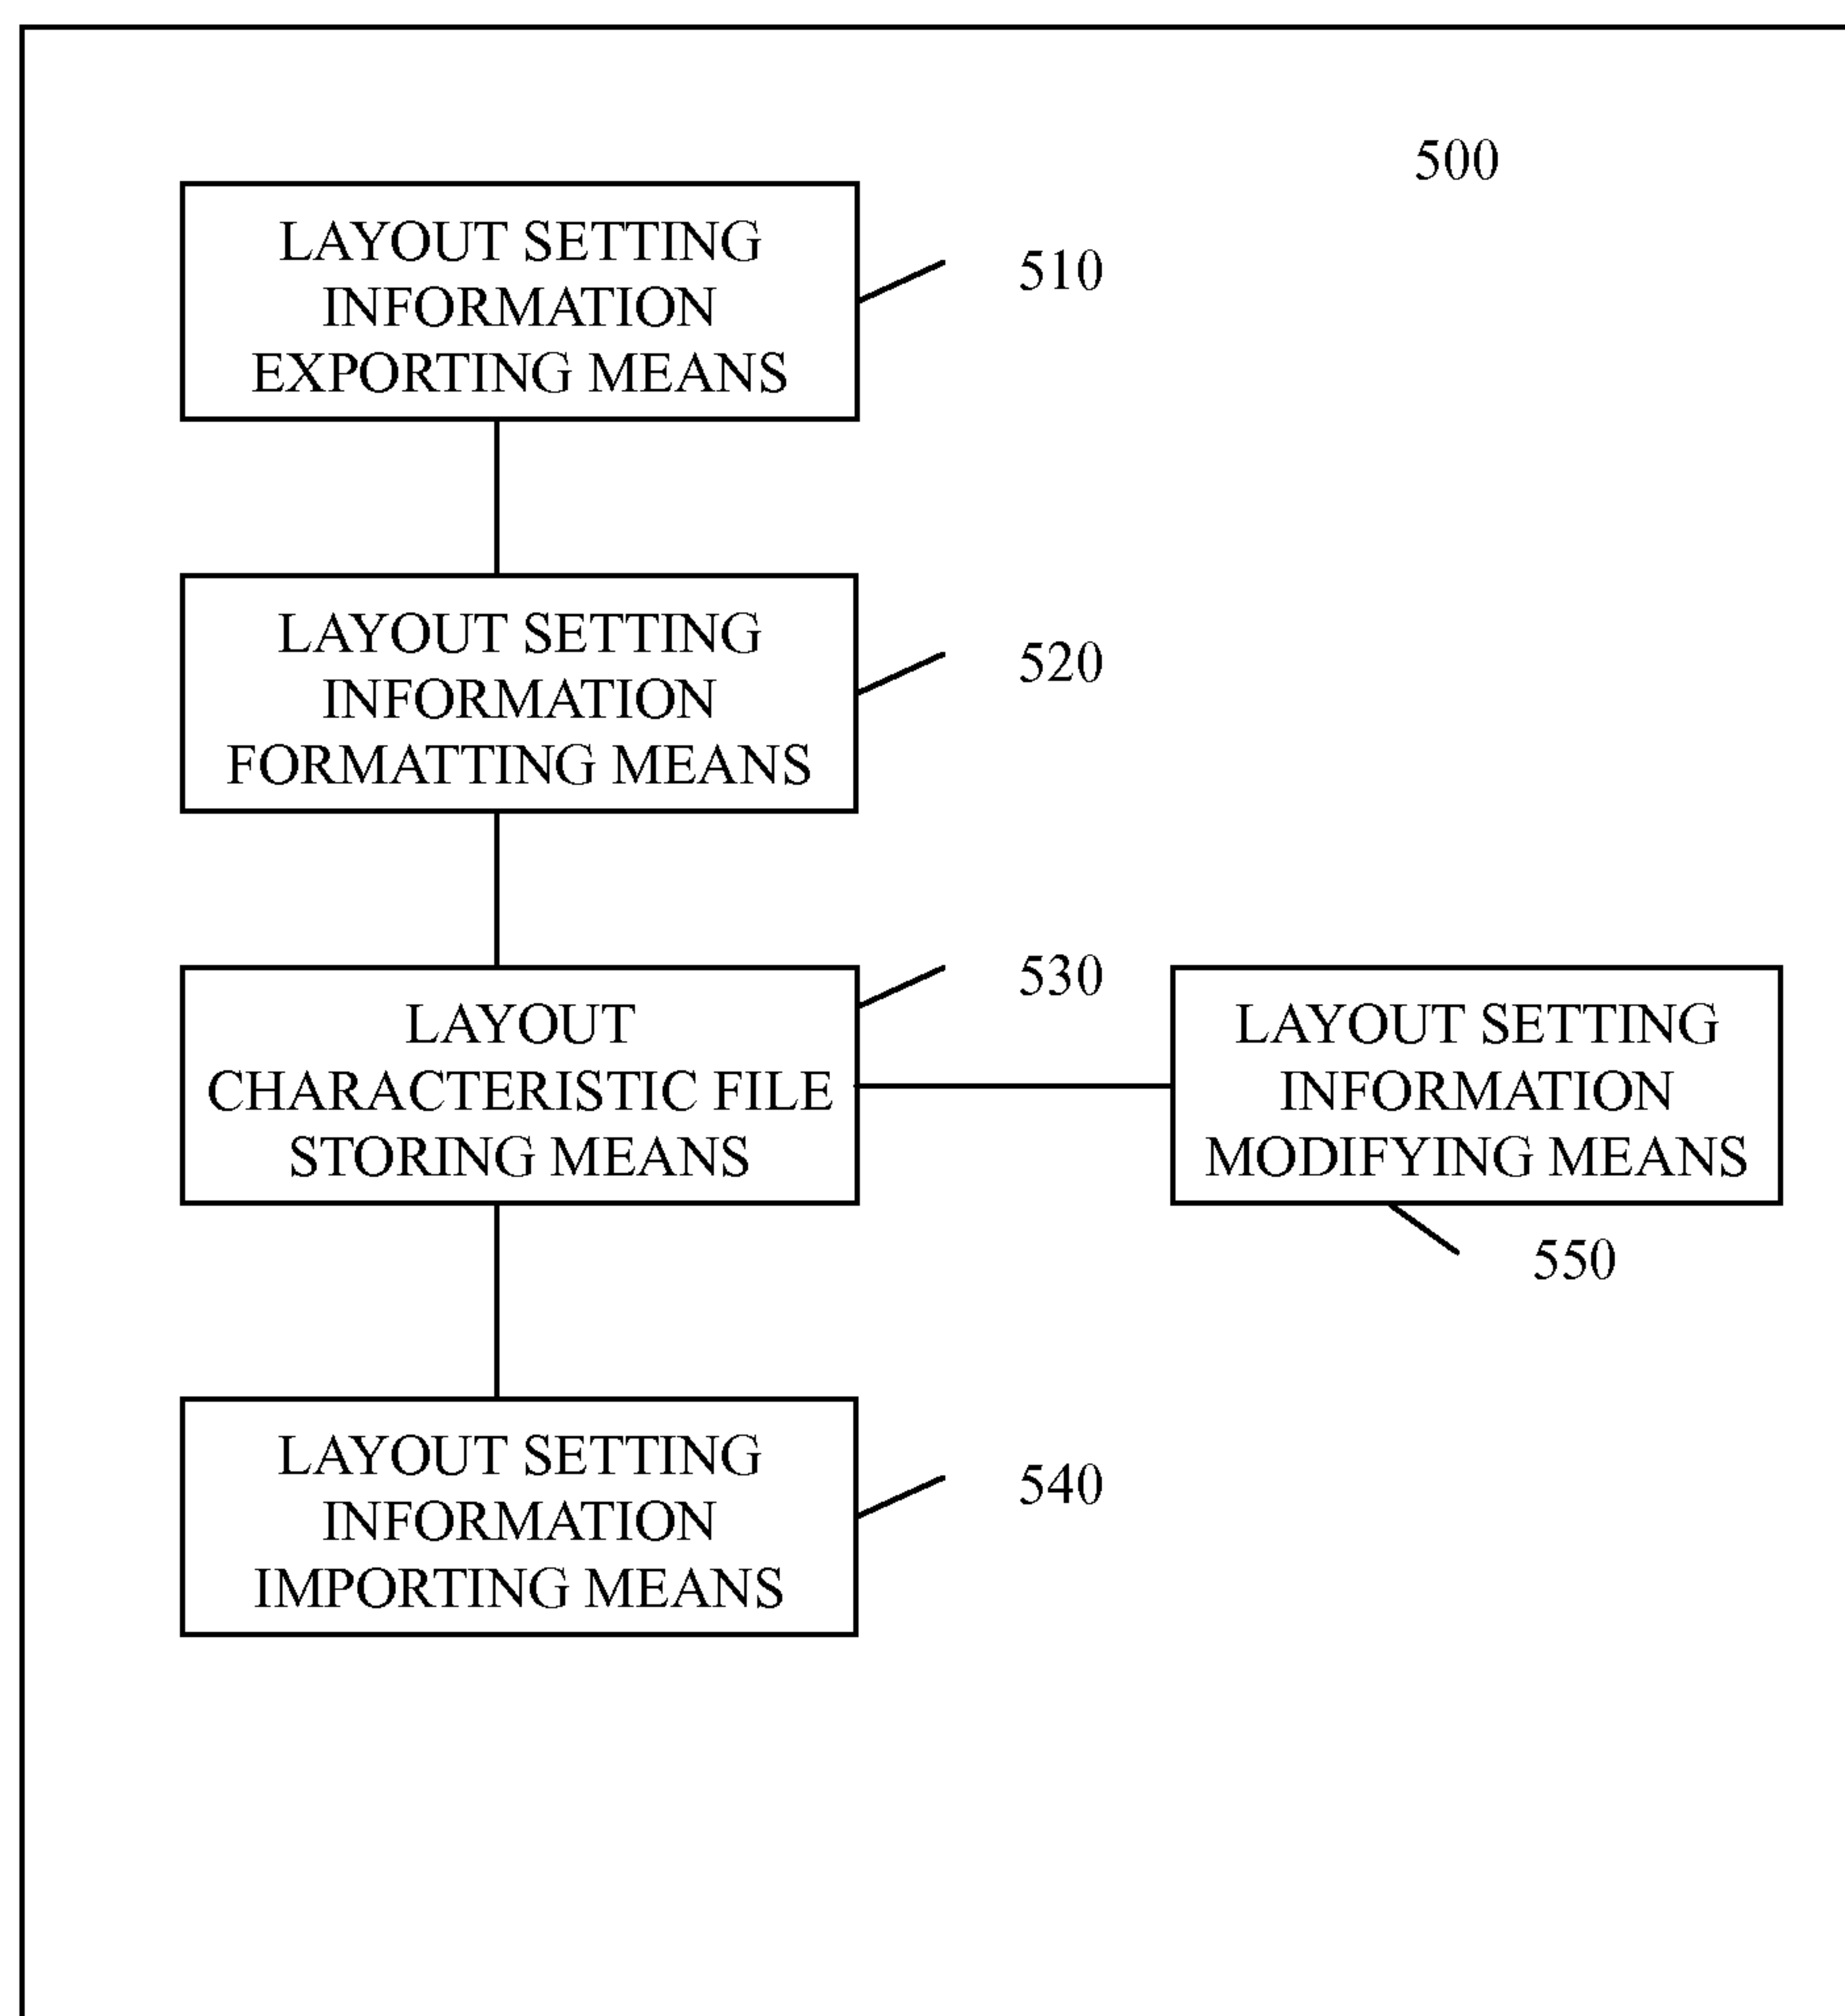 500
LAYOUT SETTING
INFORMATION
EXPORTING MEANS
510
LAYOUT SETTING
INFORMATION
FORMATTING MEANS
520
LAYOUT
CHARACTERISTIC FILE
STORING MEANS
530
LAYOUT SETTING
INFORMATION
MODIFYING MEANS
550
LAYOUT SETTING
INFORMATION
IMPORTING MEANS
540